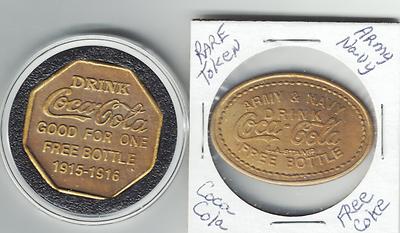 DRINK
Coca-Cola
GOOD FOR ONE
FREE BOTTLE
1915-1916
RARE
TOKEN
ARMY
NAVY
ARMY & NAVY
DRINK
Coca-Cola
FREE BOTTLE
COCA
COLA
FREE
COKE